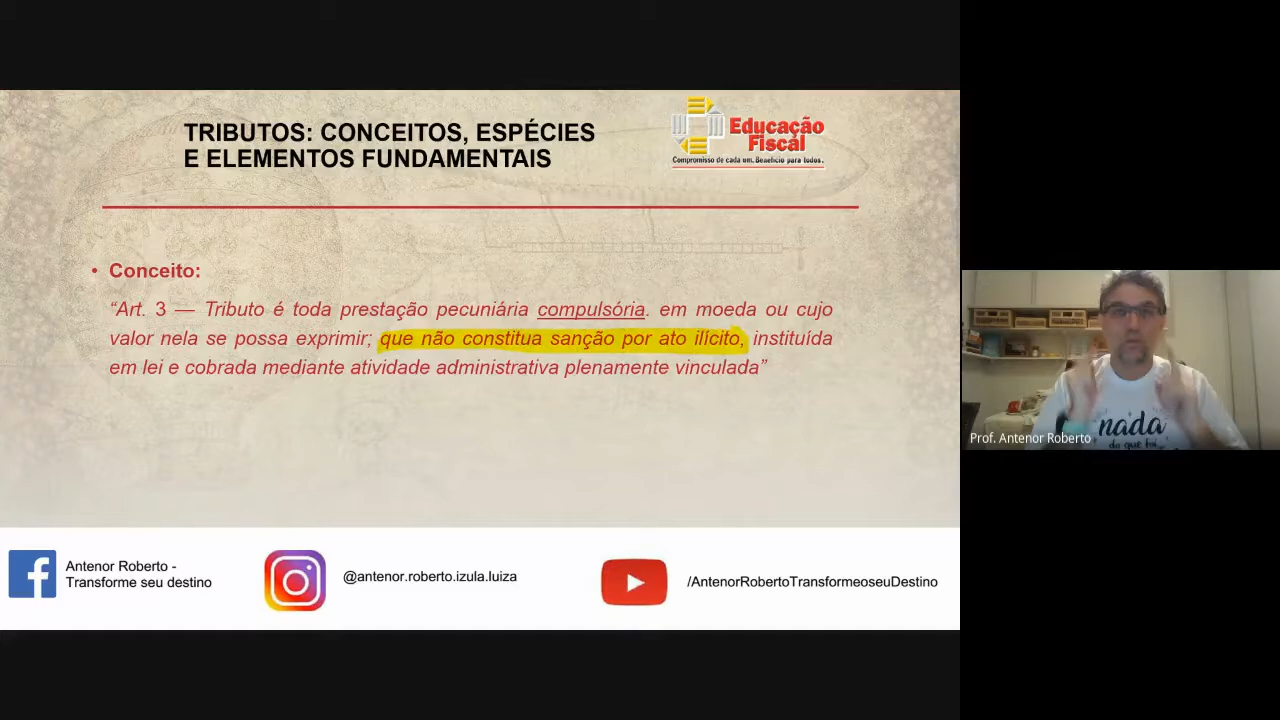 TRIBUTOS: CONCEITOS, ESPÉCIES
E ELEMENTOS FUNDAMENTAIS
Educação
Fiscal
Compromisso de cada um. Benefício para todos.
• Conceito:
“Art. 3 — Tributo é toda prestação pecuniária compulsória. em moeda ou cujo
valor nela se possa exprimir; que não constitua sanção por ato ilícito, instituída
em lei e cobrada mediante atividade administrativa plenamente vinculada”
nada
do que foi
Prof. Antenor Roberto
Antenor Roberto -
Transforme seu destino
@antenor.roberto.izula.luiza
/AntenorRobertoTransformeoseuDestino